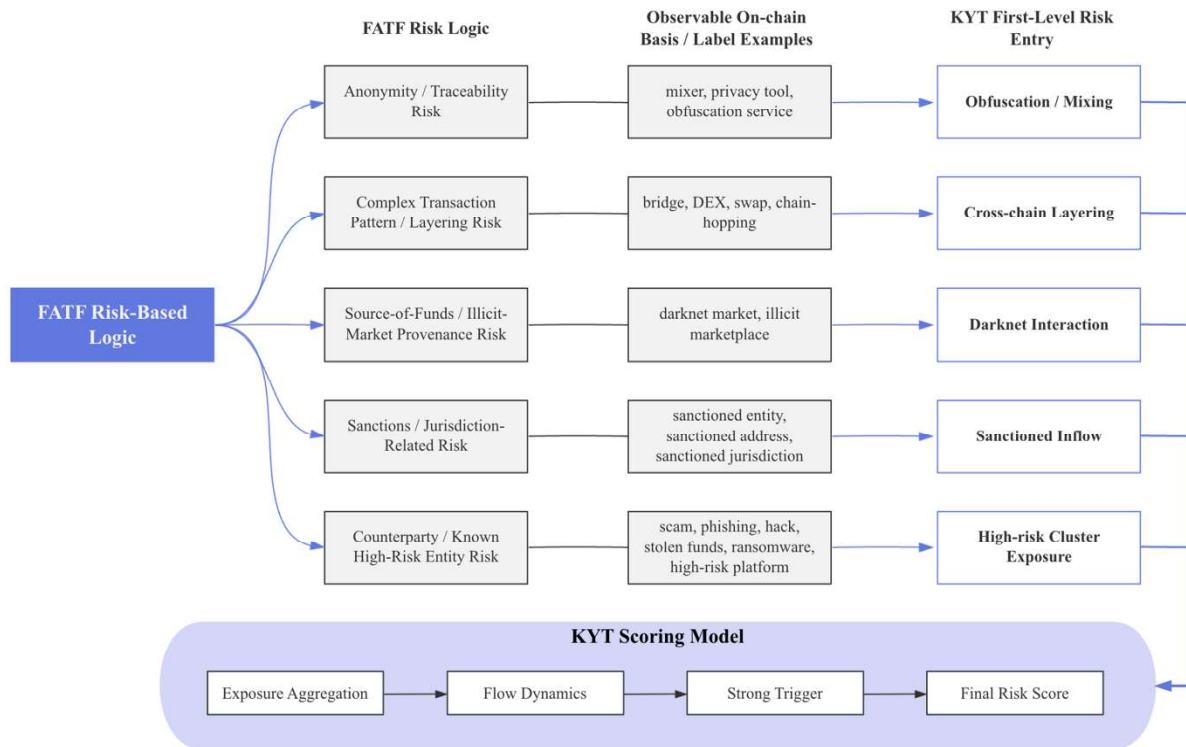 FATF Risk Logic
Observable On-chain
Basis / Label Examples
KYT First-Level Risk
Entry
Anonymity / Traceability
Risk
mixer, privacy tool,
obfuscation service
Obfuscation / Mixing
Complex Transaction
Pattern / Layering Risk
bridge, DEX, swap, chain-
hopping
Cross-chain Layering
FATF Risk-Based
Logic
Source-of-Funds / Illicit-
Market Provenance Risk
darknet market, illicit
marketplace
Darknet Interaction
Sanctions / Jurisdiction-
Related Risk
sanctioned entity,
sanctioned address,
sanctioned jurisdiction
Sanctioned Inflow
Counterparty / Known
High-Risk Entity Risk
scam, phishing, hack,
stolen funds, ransomware,
high-risk platform
High-risk Cluster
Exposure
KYT Scoring Model
Exposure Aggregation
Flow Dynamics
Strong Trigger
Final Risk Score